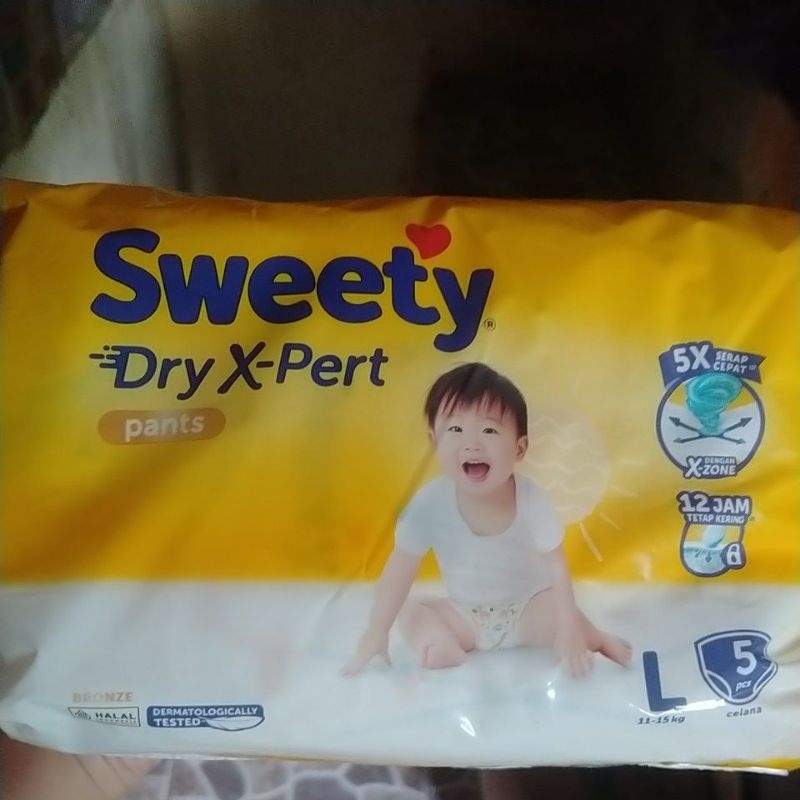 Sweety®
Dry X-Pert
pants
5X SERAP
CEPAT
DENGAN
X-ZONE
12 JAM
TETAP KERING
L
11-15 kg
5
pcs
celana
BRONZE
HALAL
INDONESIA
DERMATOLOGICALLY
TESTED